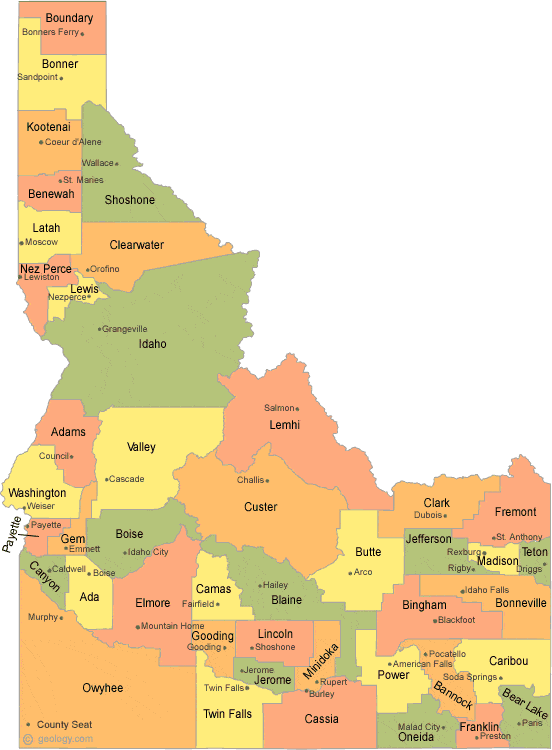 Boundary
Bonners Ferry
Bonner
Sandpoint
Kootenai
Coeur d'Alene
Wallace
St. Maries
Benewah
Shoshone
Latah
Moscow
Clearwater
Nez Perce
Orofino
Lewiston
Lewis
Nezperce
Grangeville
Idaho
Salmon
Lemhi
Adams
Council
Valley
Cascade
Washington
Weiser
Challis
Custer
Clark
Dubois
Fremont
Payette
Payette
Gem
Emmett
Boise
Idaho City
Butte
Arco
Jefferson
Rexburg
Rigby
St. Anthony
Madison
Teton
Driggs
Canyon
Caldwell
Boise
Ada
Elmore
Mountain Home
Camas
Fairfield
Hailey
Blaine
Idaho Falls
Bonneville
Bingham
Blackfoot
Murphy
Gooding
Gooding
Lincoln
Shoshone
Minidoka
Rupert
Burley
Jerome
Jerome
Power
American Falls
Pocatello
Bannock
Caribou
Soda Springs
Owyhee
Twin Falls
Twin Falls
Cassia
Malad City
Oneida
Franklin
Preston
Bear Lake
Paris
County Seat
© geology.com